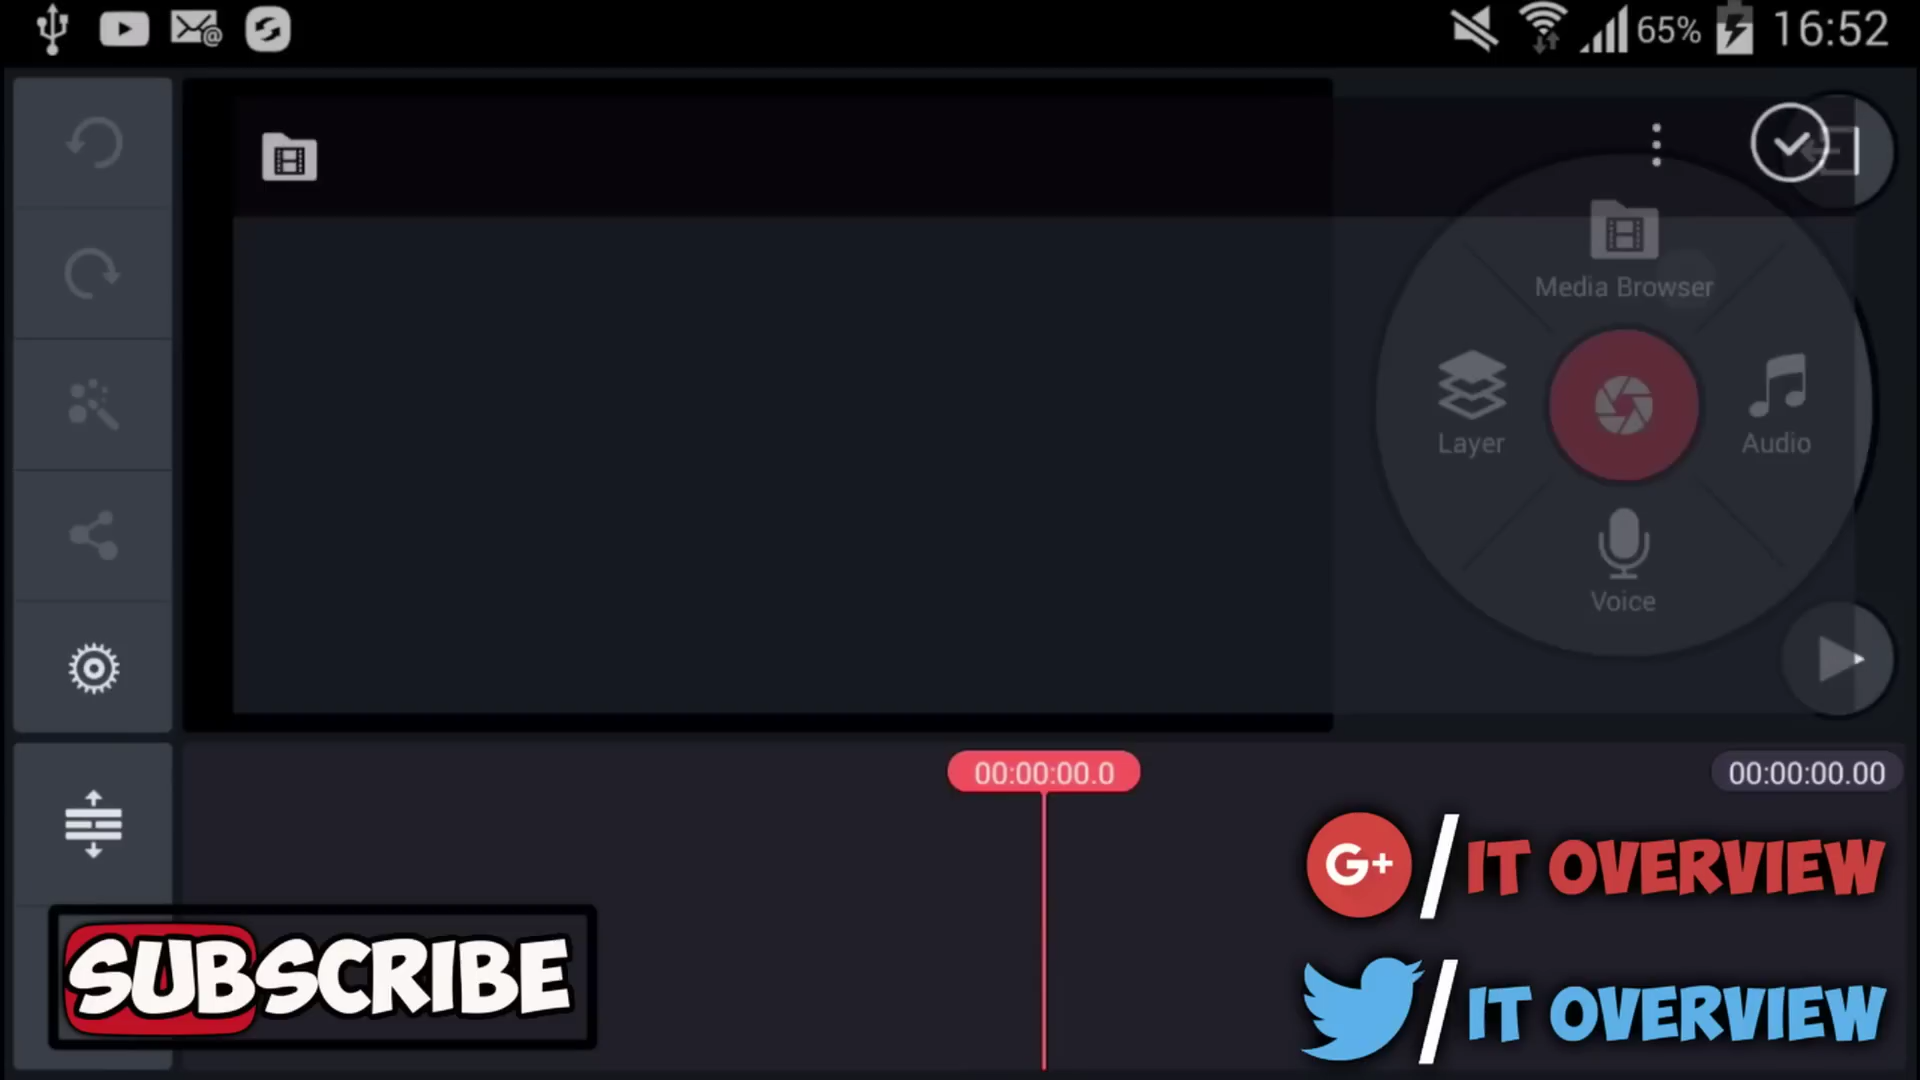 65% 16:52
Media Browser
Layer
Audio
Voice
00:00:00.0
00:00:00.00
G+ / IT OVERVIEW
SUBSCRIBE
/ IT OVERVIEW